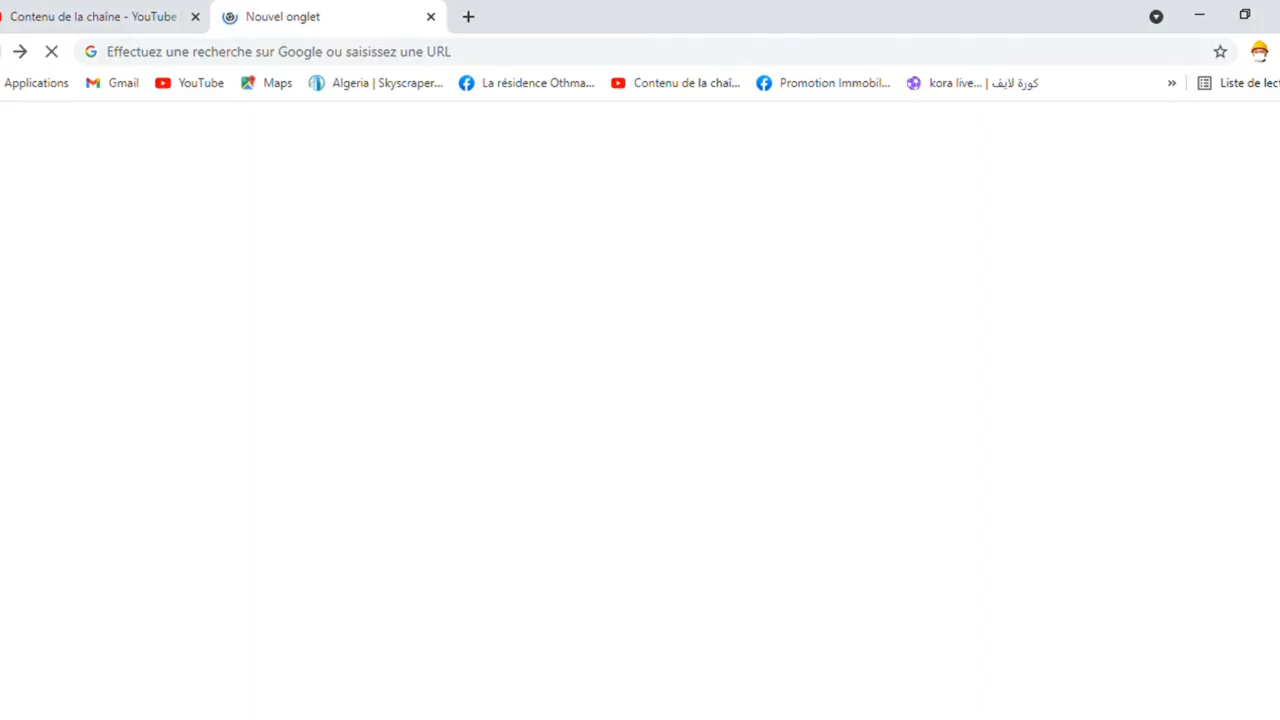 Contenu de la chaîne - YouTube
Nouvel onglet
Effectuez une recherche sur Google ou saisissez une URL
Applications
Gmail
YouTube
Maps
Algeria | Skyscraper...
La résidence Othma...
Contenu de la chaî...
Promotion Immobil...
kora live... | كورة لايف
»
Liste de lect